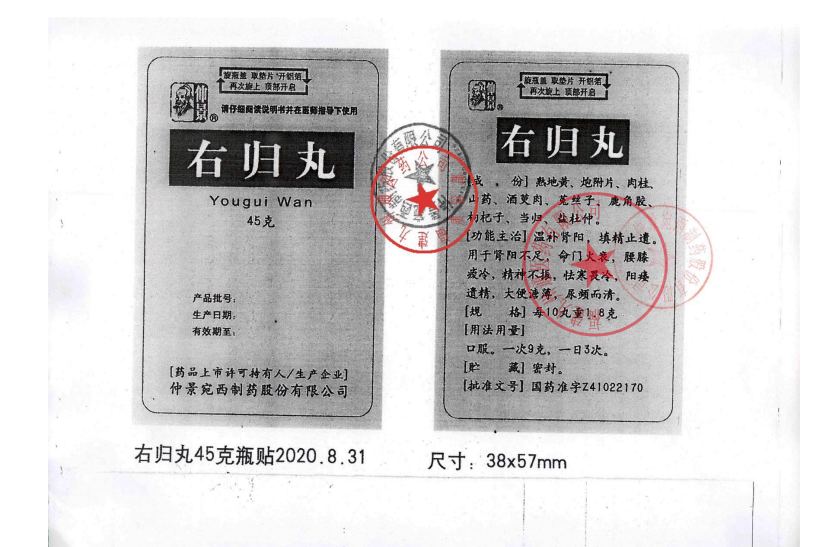 旋瓶盖 取垫片 开铝箔
再次旋上 顶部开启
仲景
®
请仔细阅读说明书并在医师指导下使用
右归丸
Yougui Wan
45克
产品批号：
生产日期：
有效期至：
[药品上市许可持有人/生产企业]
仲景宛西制药股份有限公司
旋瓶盖 取垫片 开铝箔
再次旋上 顶部开启
仲景
®
右归丸
[成 份] 熟地黄、炮附片、肉桂、
山药、酒萸肉、菟丝子、鹿角胶、
枸杞子、当归、盐杜仲。
[功能主治] 温补肾阳，填精止遗。
用于肾阳不足，命门火衰，腰膝
痠冷，精神不振，怯寒畏冷，阳痿
遗精，大便溏薄，尿频而清。
[规 格] 每10丸重1.8克
[用法用量]
口服。一次9克，一日3次。
[贮 藏] 密封。
[批准文号] 国药准字Z41022170
右归丸45克瓶贴2020.8.31
尺寸：38x57mm